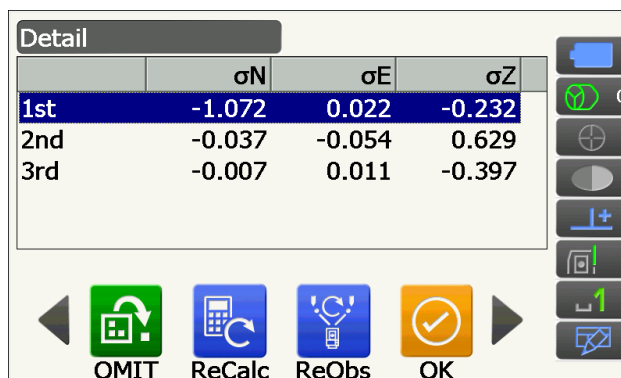 Detail
σN σE σZ
1st -1.072 0.022 -0.232
2nd -0.037 -0.054 0.629
3rd -0.007 0.011 -0.397
1
OMIT ReCalc ReObs OK